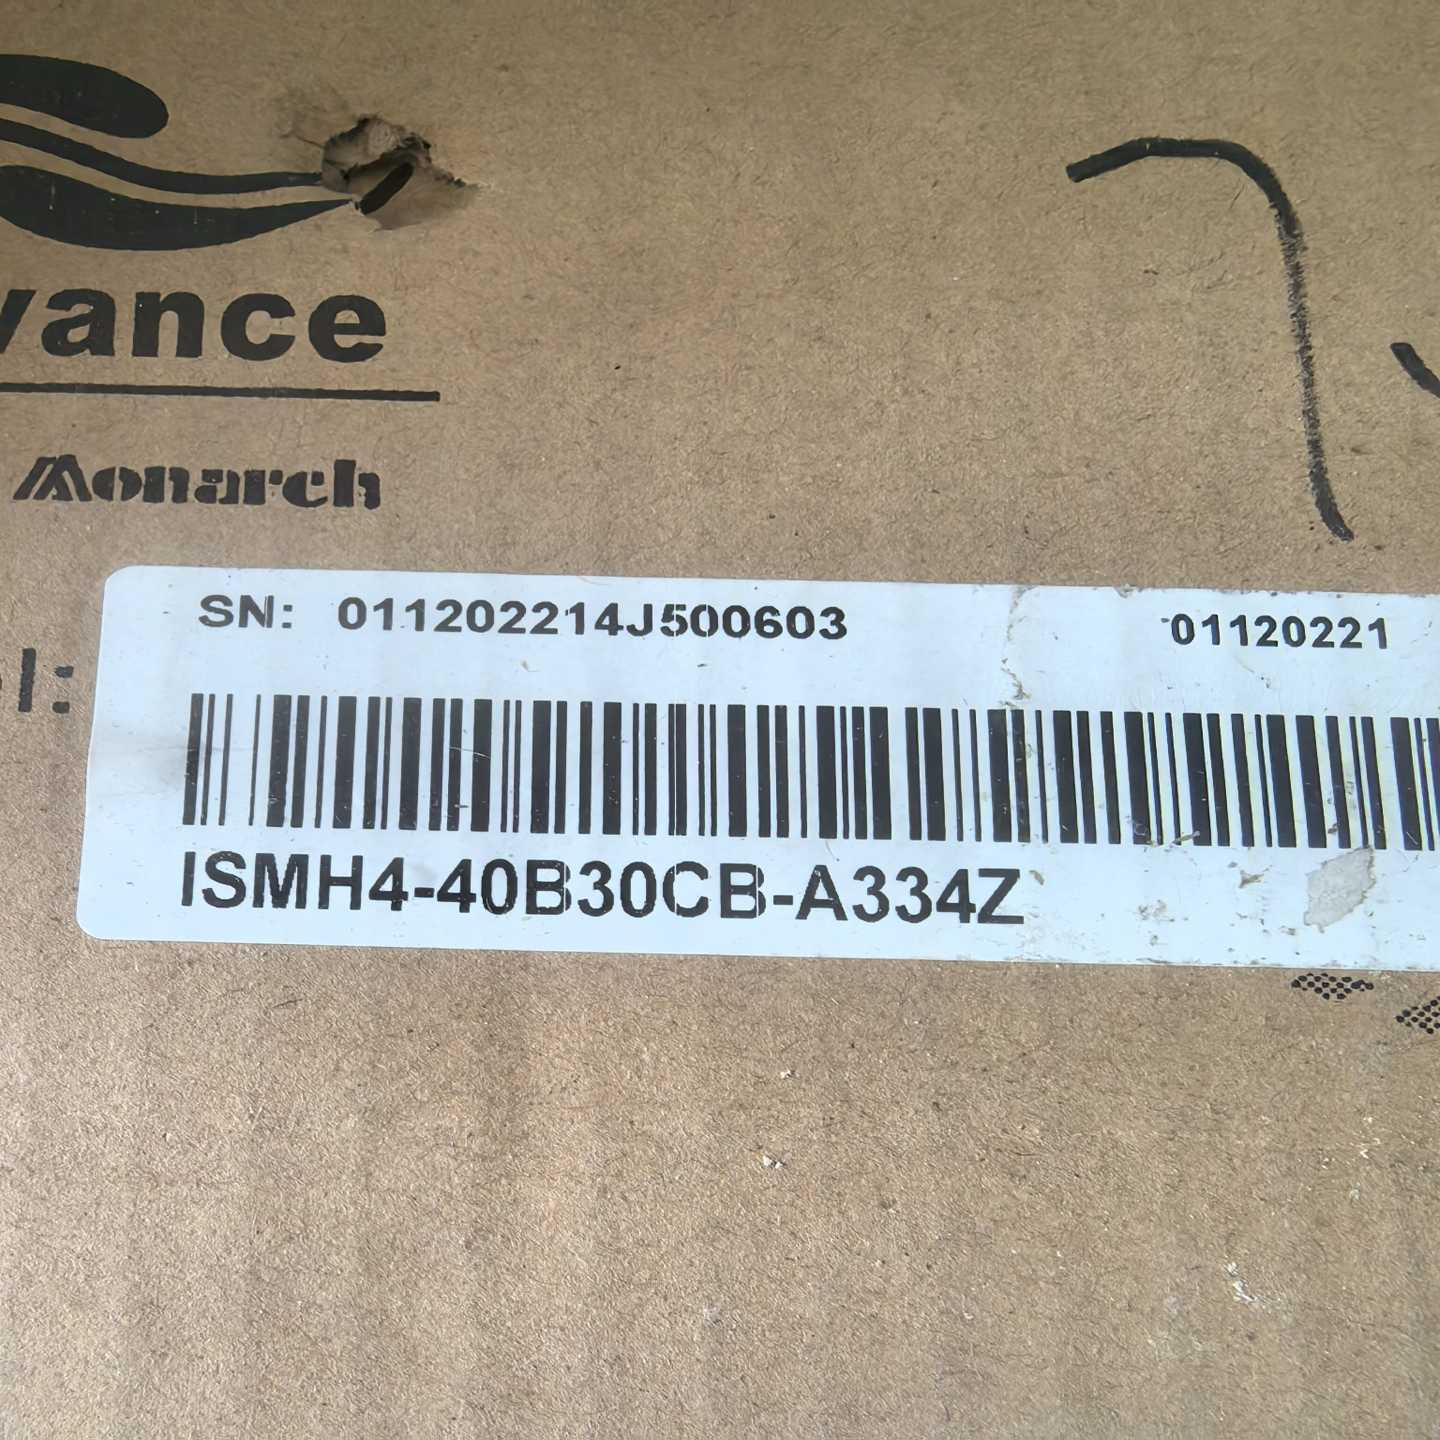 vance
Monarch
l:
SN: 011202214J500603 01120221
ISMH4-40B30CB-A334Z